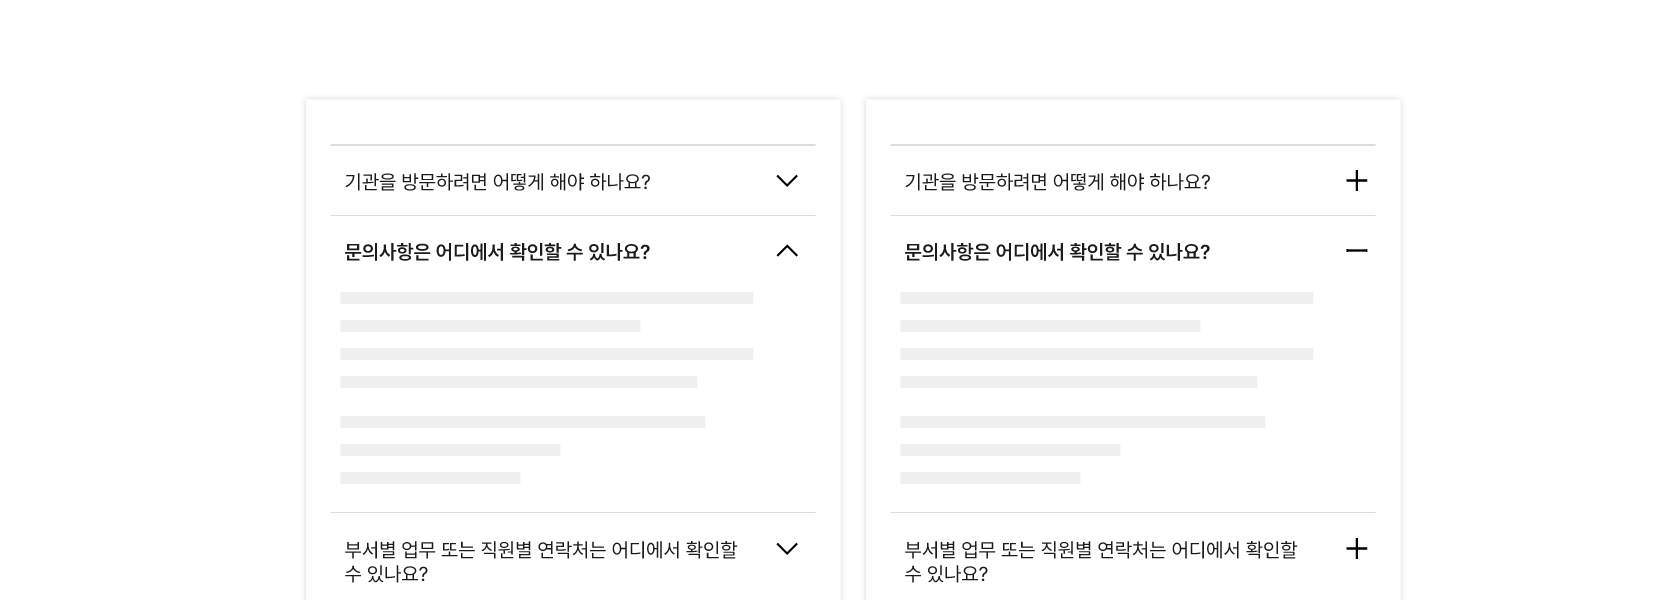 기관을 방문하려면 어떻게 해야 하나요?
문의사항은 어디에서 확인할 수 있나요?
부서별 업무 또는 직원별 연락처는 어디에서 확인할
수 있나요?
기관을 방문하려면 어떻게 해야 하나요?
문의사항은 어디에서 확인할 수 있나요?
부서별 업무 또는 직원별 연락처는 어디에서 확인할
수 있나요?